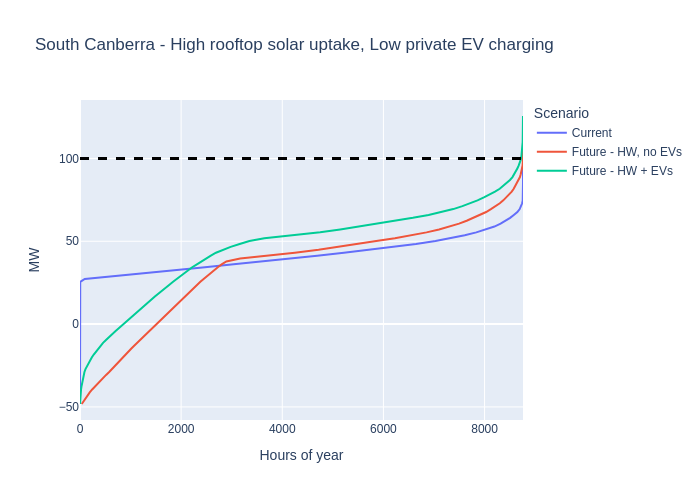 South Canberra - High rooftop solar uptake, Low private EV charging
Scenario
Current
Future - HW, no EVs
Future - HW + EVs
100
50
0
−50
MW
0 2000 4000 6000 8000
Hours of year